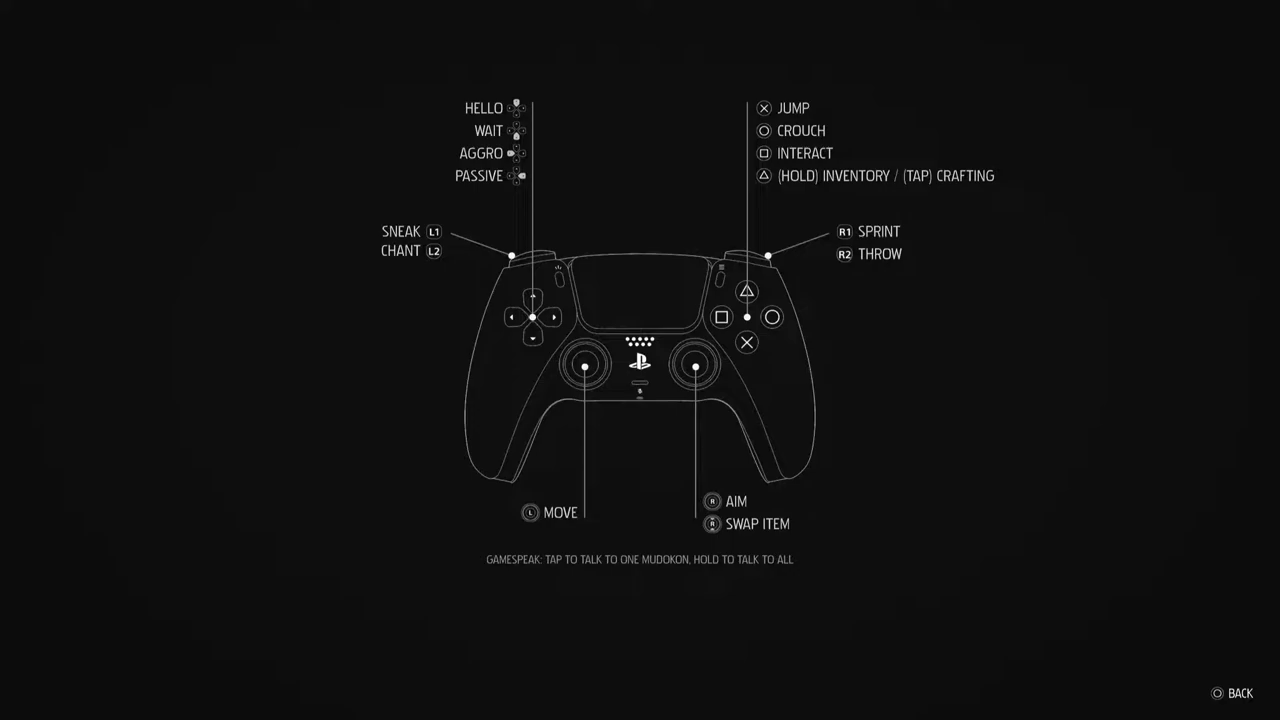 HELLO
WAIT
AGGRO
PASSIVE
SNEAK L1
CHANT L2
JUMP
CROUCH
INTERACT
(HOLD) INVENTORY / (TAP) CRAFTING
R1 SPRINT
R2 THROW
L MOVE
R AIM
R SWAP ITEM
GAMESPEAK: TAP TO TALK TO ONE MUDOKON, HOLD TO TALK TO ALL
BACK